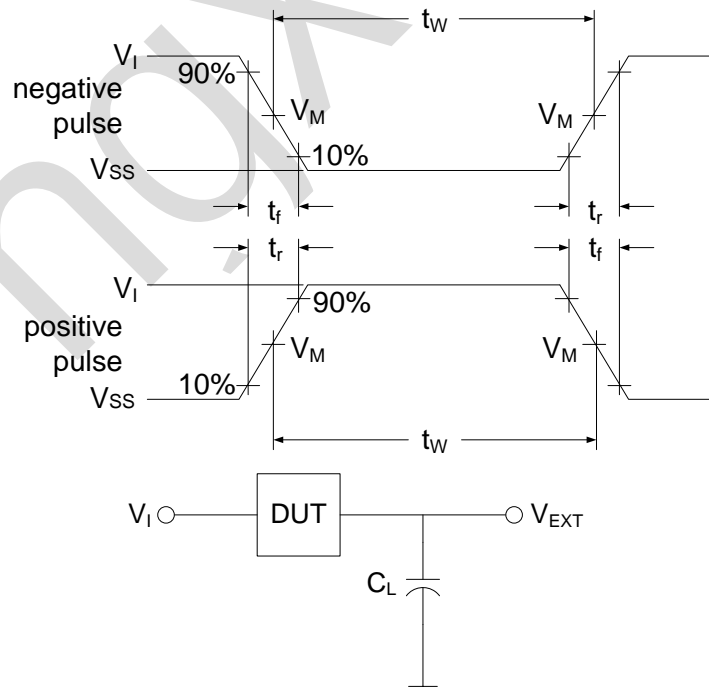 tW
VI
90%
negative
pulse
VM
VM
10%
VSS
tf
tr
tr
tf
VI
90%
positive
pulse
VM
VM
10%
VSS
tW
VI
DUT
VEXT
CL